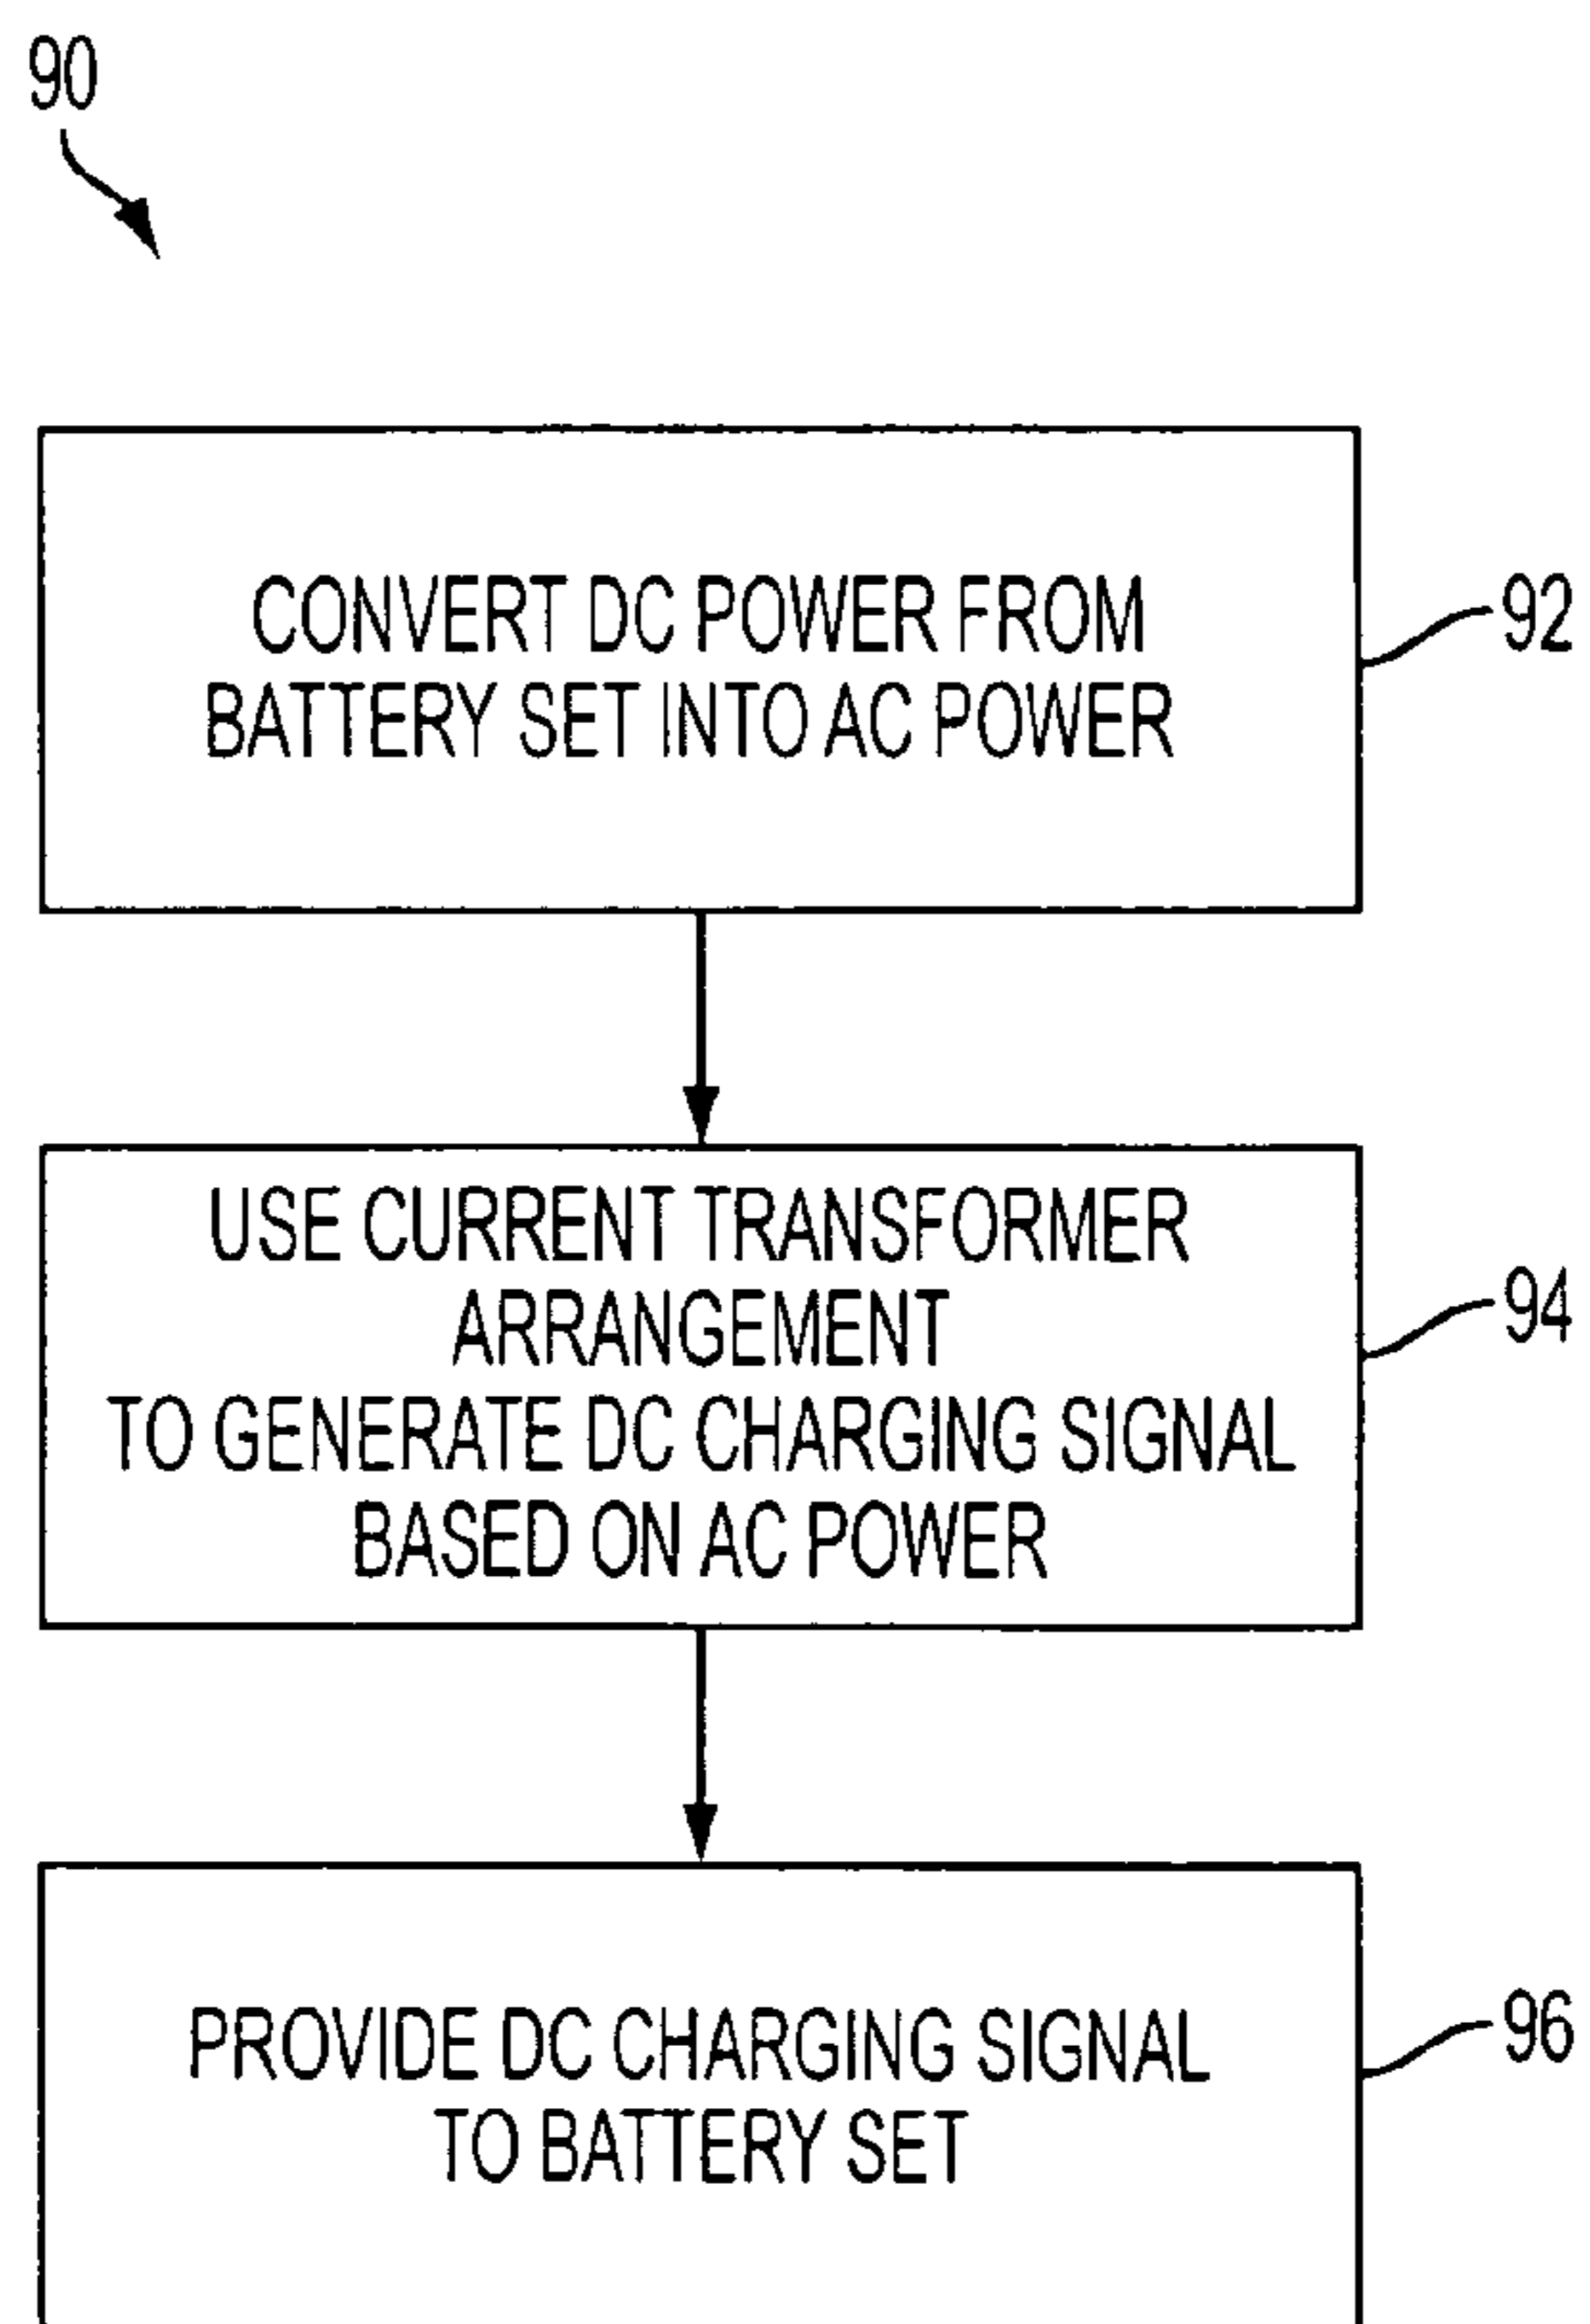 90
CONVERT DC POWER FROM
BATTERY SET INTO AC POWER
92
USE CURRENT TRANSFORMER
ARRANGEMENT
TO GENERATE DC CHARGING SIGNAL
BASED ON AC POWER
94
PROVIDE DC CHARGING SIGNAL
TO BATTERY SET
96